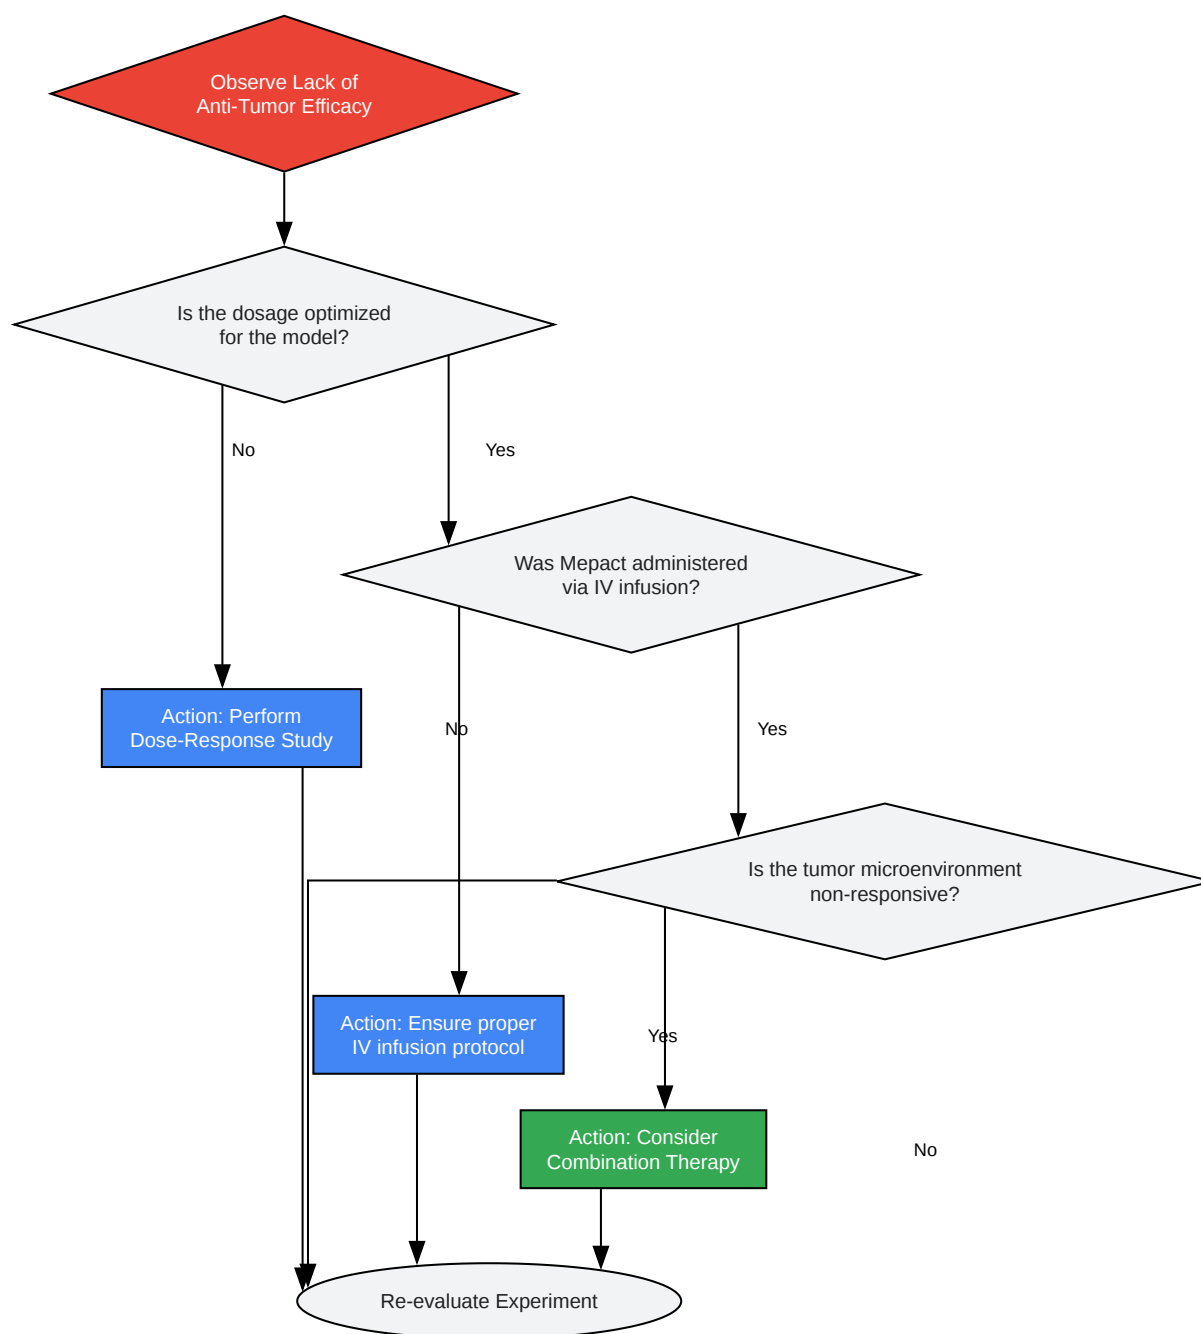 Observe Lack of
Anti-Tumor Efficacy
Is the dosage optimized
for the model?
No
Yes
Was Mepact administered
via IV infusion?
Action: Perform
Dose-Response Study
No
Yes
Is the tumor microenvironment
non-responsive?
Action: Ensure proper
IV infusion protocol
Yes
Action: Consider
Combination Therapy
No
Re-evaluate Experiment